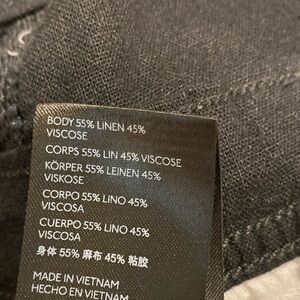 BODY 55% LINEN 45%
VISCOSE
CORPS 55% LIN 45% VISCOSE
KÖRPER 55% LEINEN 45%
VISKOSE
CORPO 55% LINO 45%
VISCOSA
CUERPO 55% LINO 45%
VISCOSA
身体 55% 麻布 45% 粘胶
MADE IN VIETNAM
HECHO EN VIETNAM